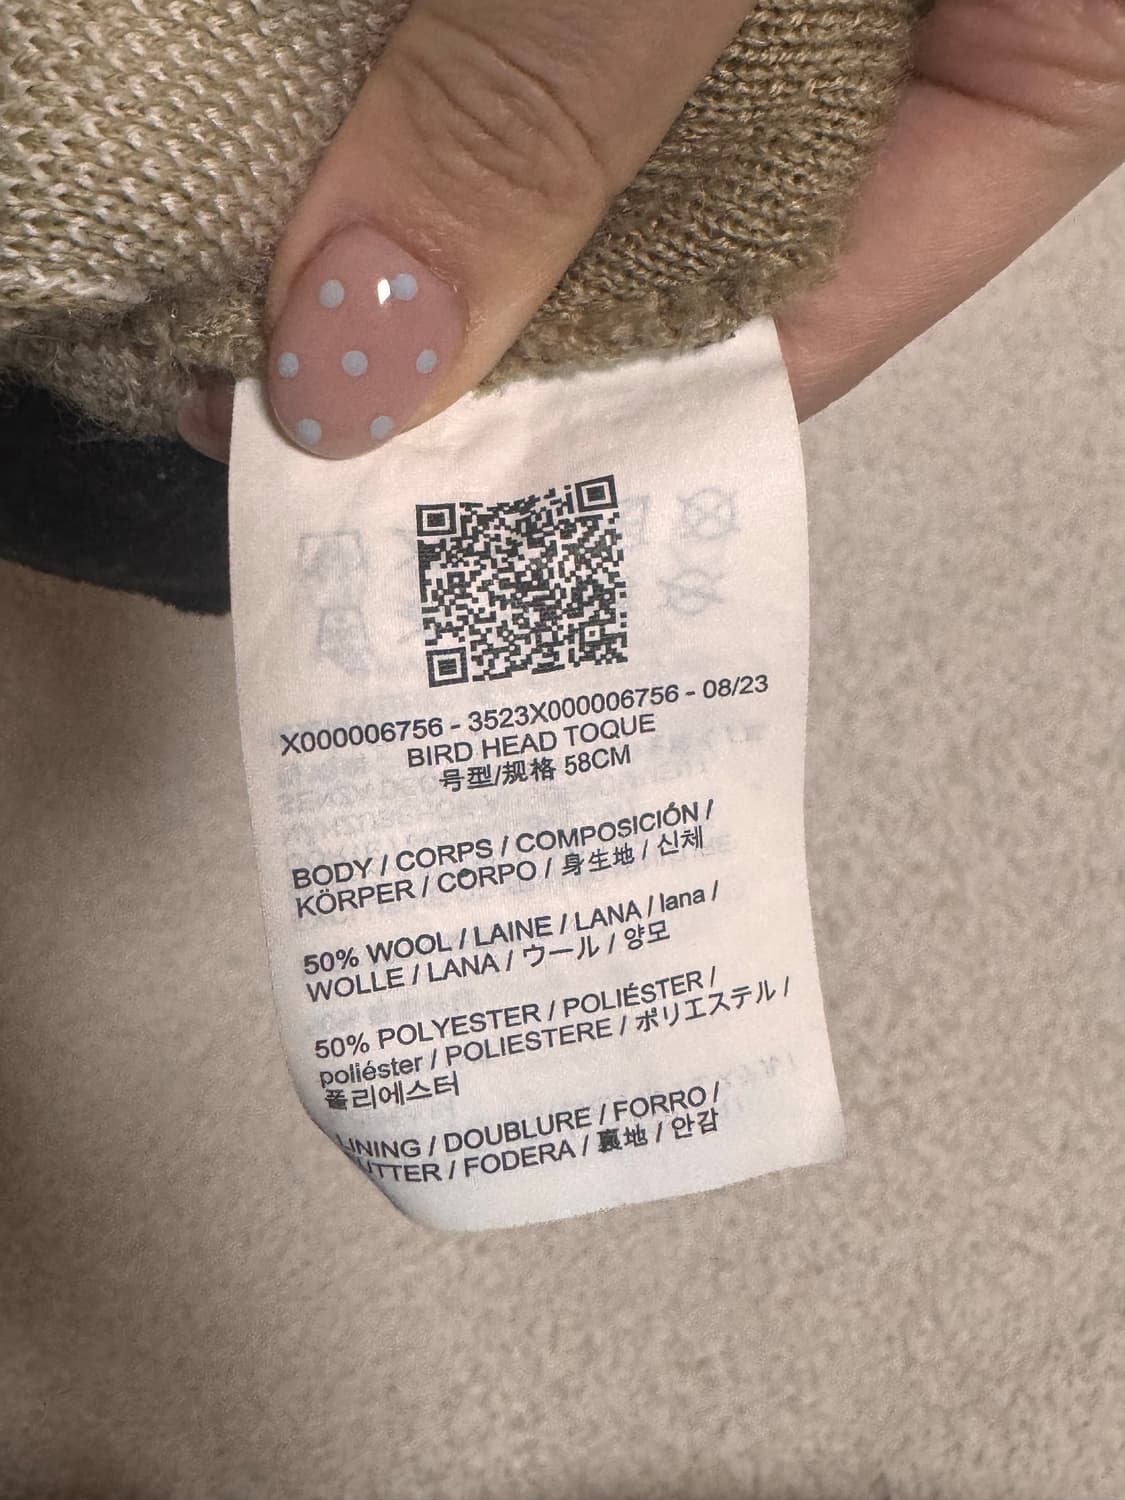 X000006756 - 3523X000006756 - 08/23
BIRD HEAD TOQUE
号型/规格 58CM
BODY / CORPS / COMPOSICIÓN /
KÖRPER / CORPO / 身生地 / 신체
50% WOOL / LAINE / LANA / lana /
WOLLE / LANA / ウール / 양모
50% POLYESTER / POLIÉSTER /
poliéster / POLIESTERE / ポリエステル /
폴리에스터
LINING / DOUBLURE / FORRO /
FUTTER / FODERA / 裏地 / 안감